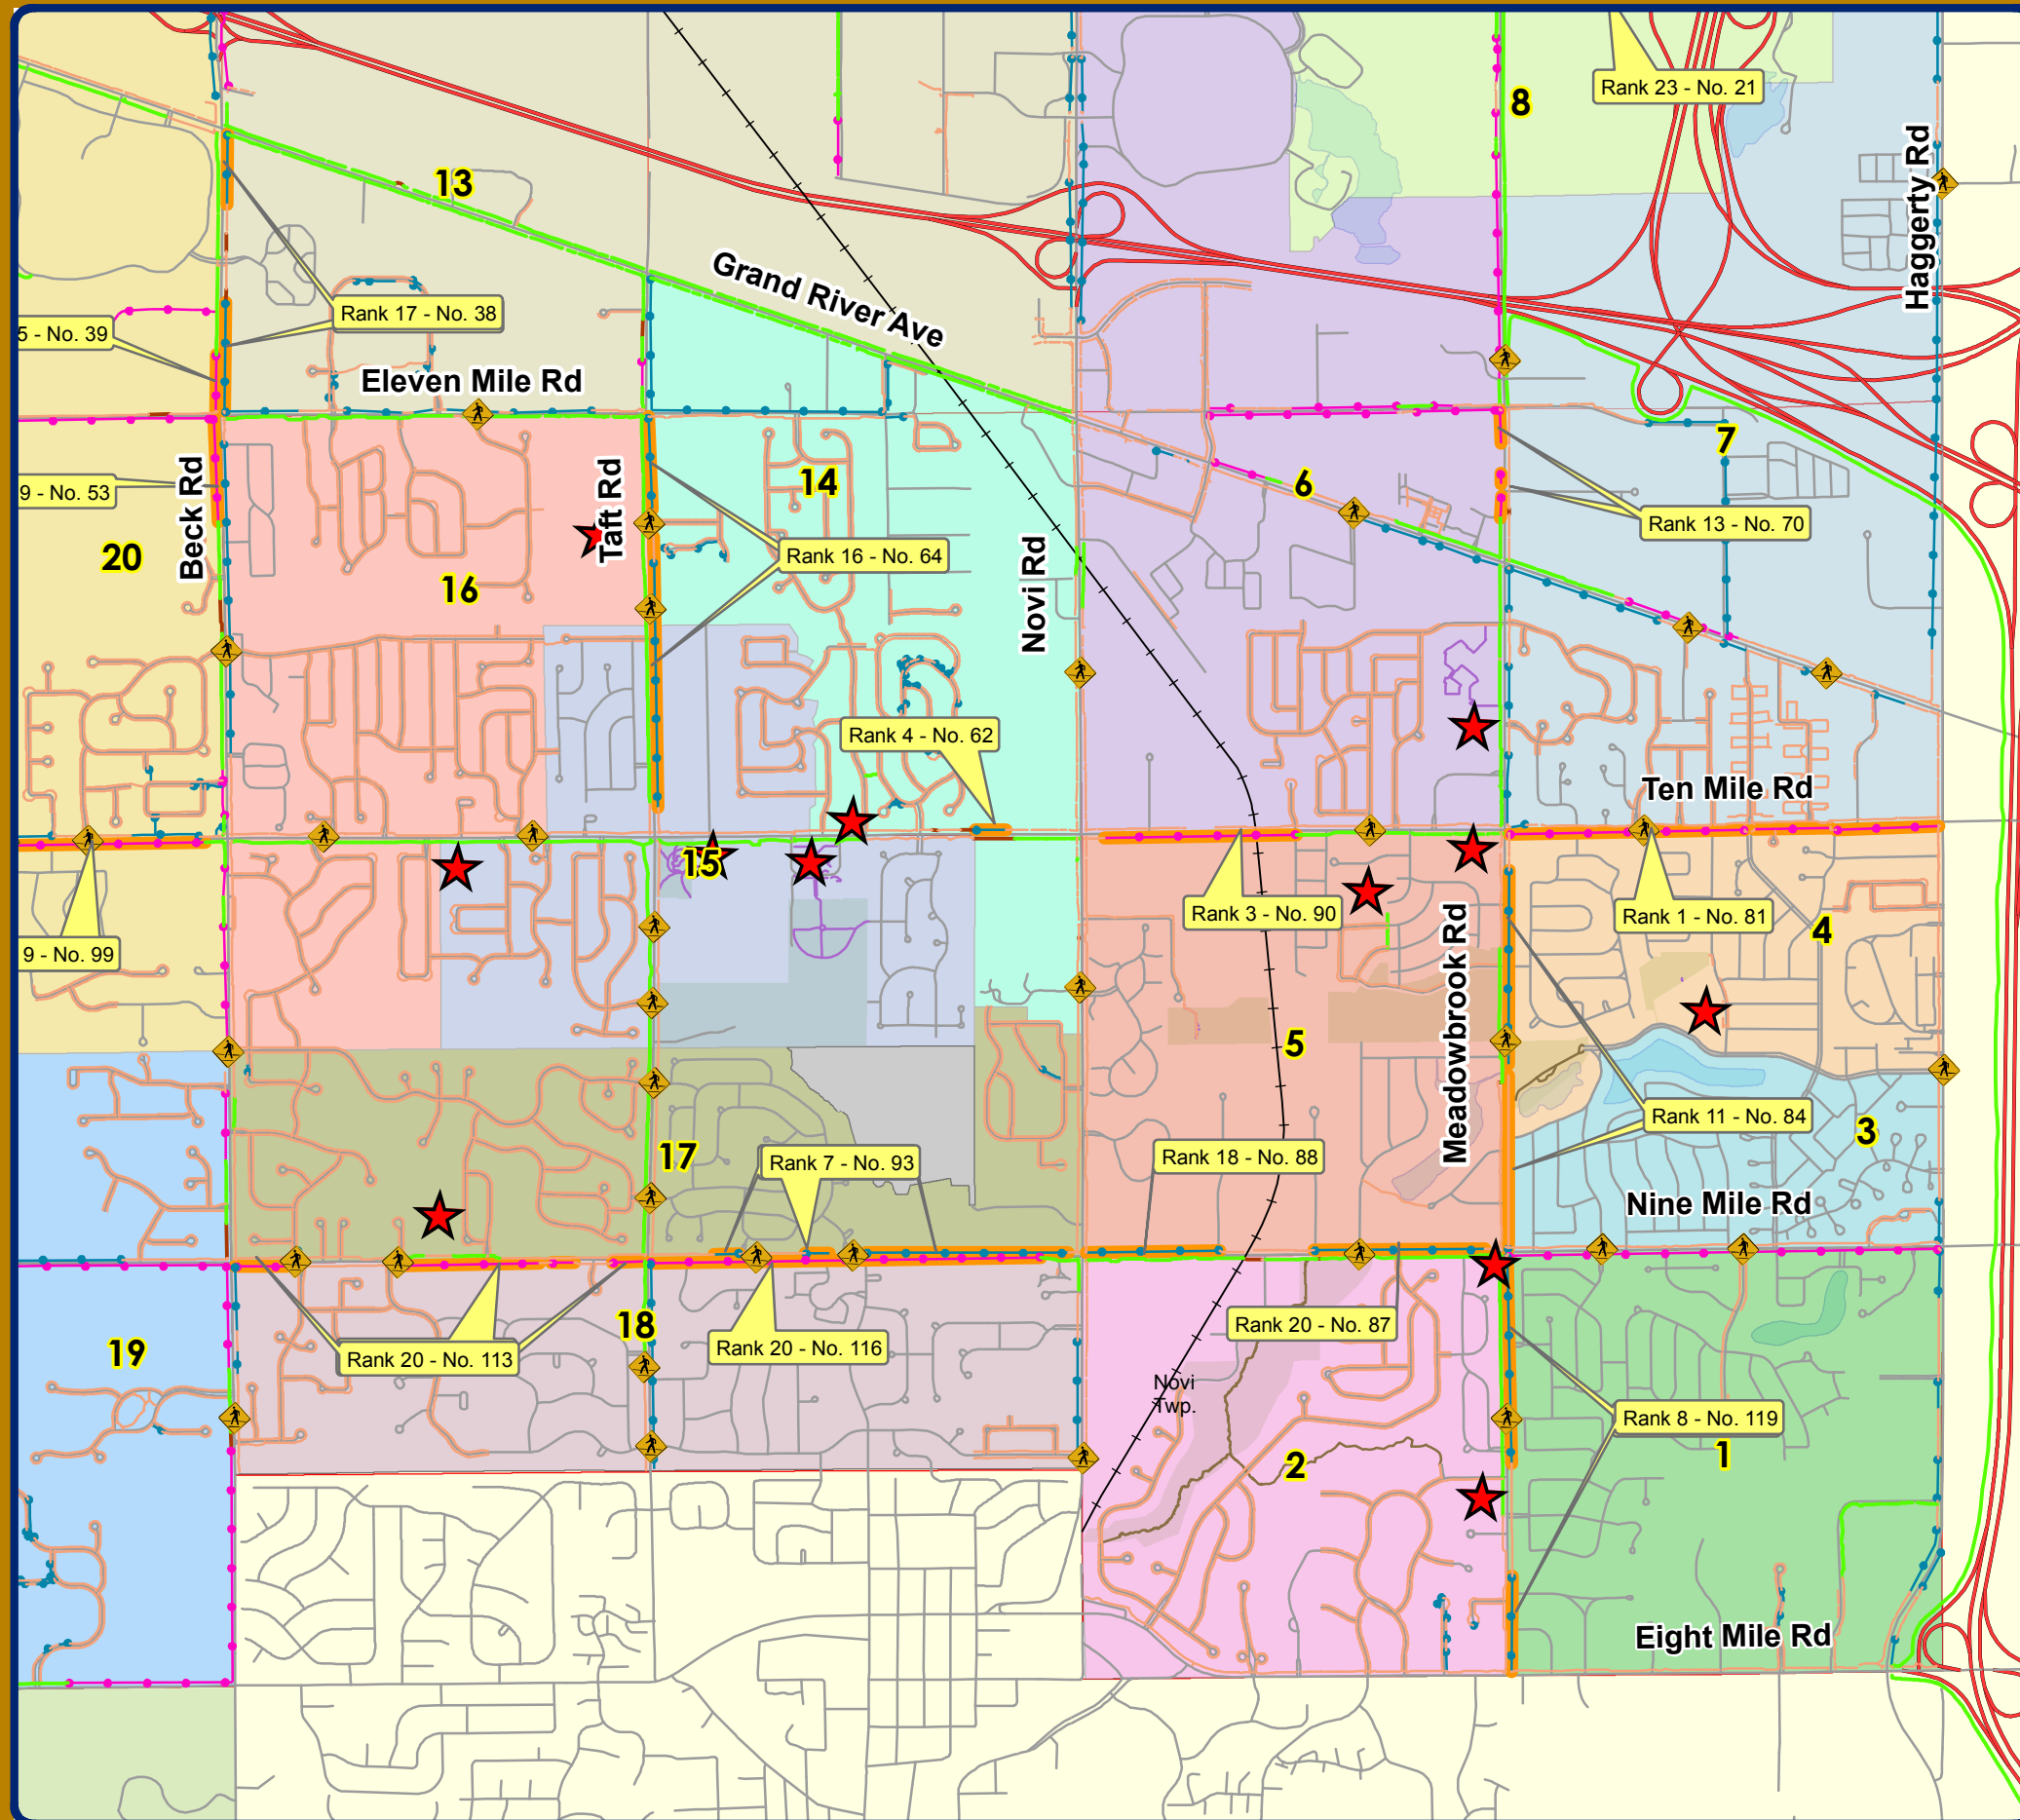 8
Rank 23 - No. 21
Haggerty Rd
13
Grand River Ave
Rank 17 - No. 38
5 - No. 39
Eleven Mile Rd
7
14
6
9 - No. 53
Beck Rd
Taft Rd
Rank 13 - No. 70
20
16
Rank 16 - No. 64
Novi Rd
Rank 4 - No. 62
Ten Mile Rd
15
Rank 3 - No. 90
Rank 1 - No. 81
4
9 - No. 99
Meadowbrook Rd
5
Rank 11 - No. 84
3
17
Rank 7 - No. 93
Rank 18 - No. 88
Nine Mile Rd
18
Rank 20 - No. 87
19
Rank 20 - No. 113
Rank 20 - No. 116
Novi
Twp.
Rank 8 - No. 119
1
2
Eight Mile Rd